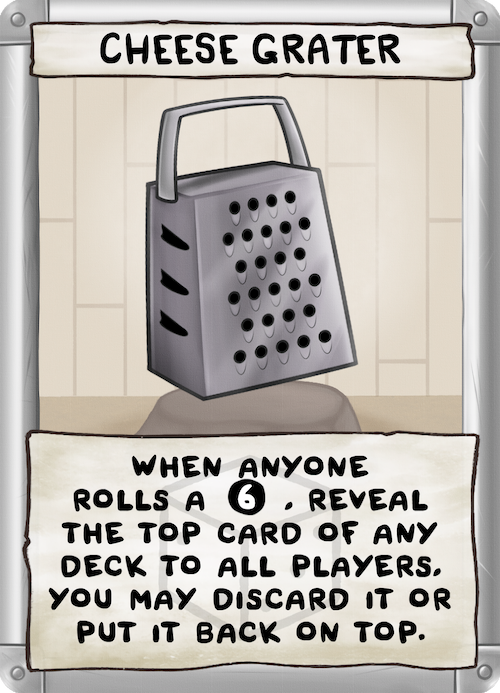 CHEESE GRATER
WHEN ANYONE
ROLLS A 6 , REVEAL
THE TOP CARD OF ANY
DECK TO ALL PLAYERS.
YOU MAY DISCARD IT OR
PUT IT BACK ON TOP.